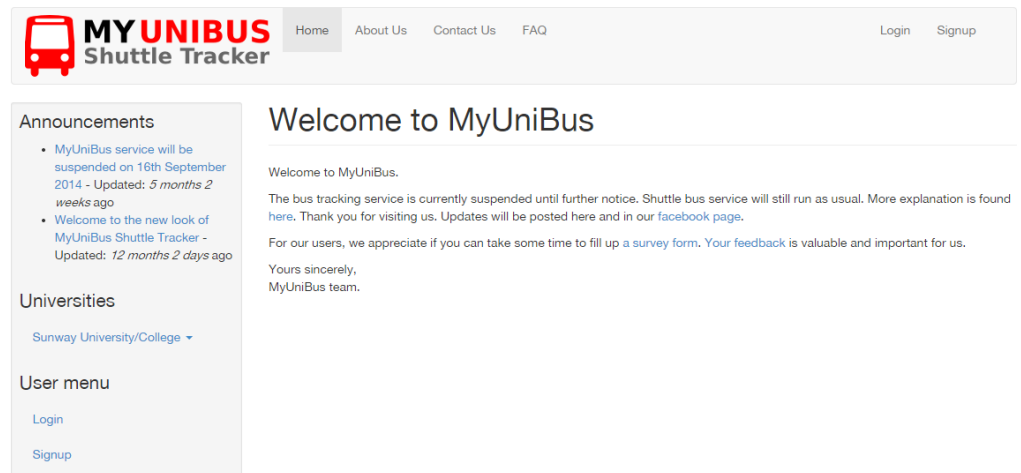 MY UNIBUS
Shuttle Tracker
Home About Us Contact Us FAQ Login Signup
Announcements
MyUniBus service will be
suspended on 16th September
2014 - Updated: 5 months 2
weeks ago
Welcome to the new look of
MyUniBus Shuttle Tracker -
Updated: 12 months 2 days ago
Universities
Sunway University/College
User menu
Login
Signup
Welcome to MyUniBus
Welcome to MyUniBus.
The bus tracking service is currently suspended until further notice. Shuttle bus service will still run as usual. More explanation is found
here. Thank you for visiting us. Updates will be posted here and in our facebook page.
For our users, we appreciate if you can take some time to fill up a survey form. Your feedback is valuable and important for us.
Yours sincerely,
MyUniBus team.